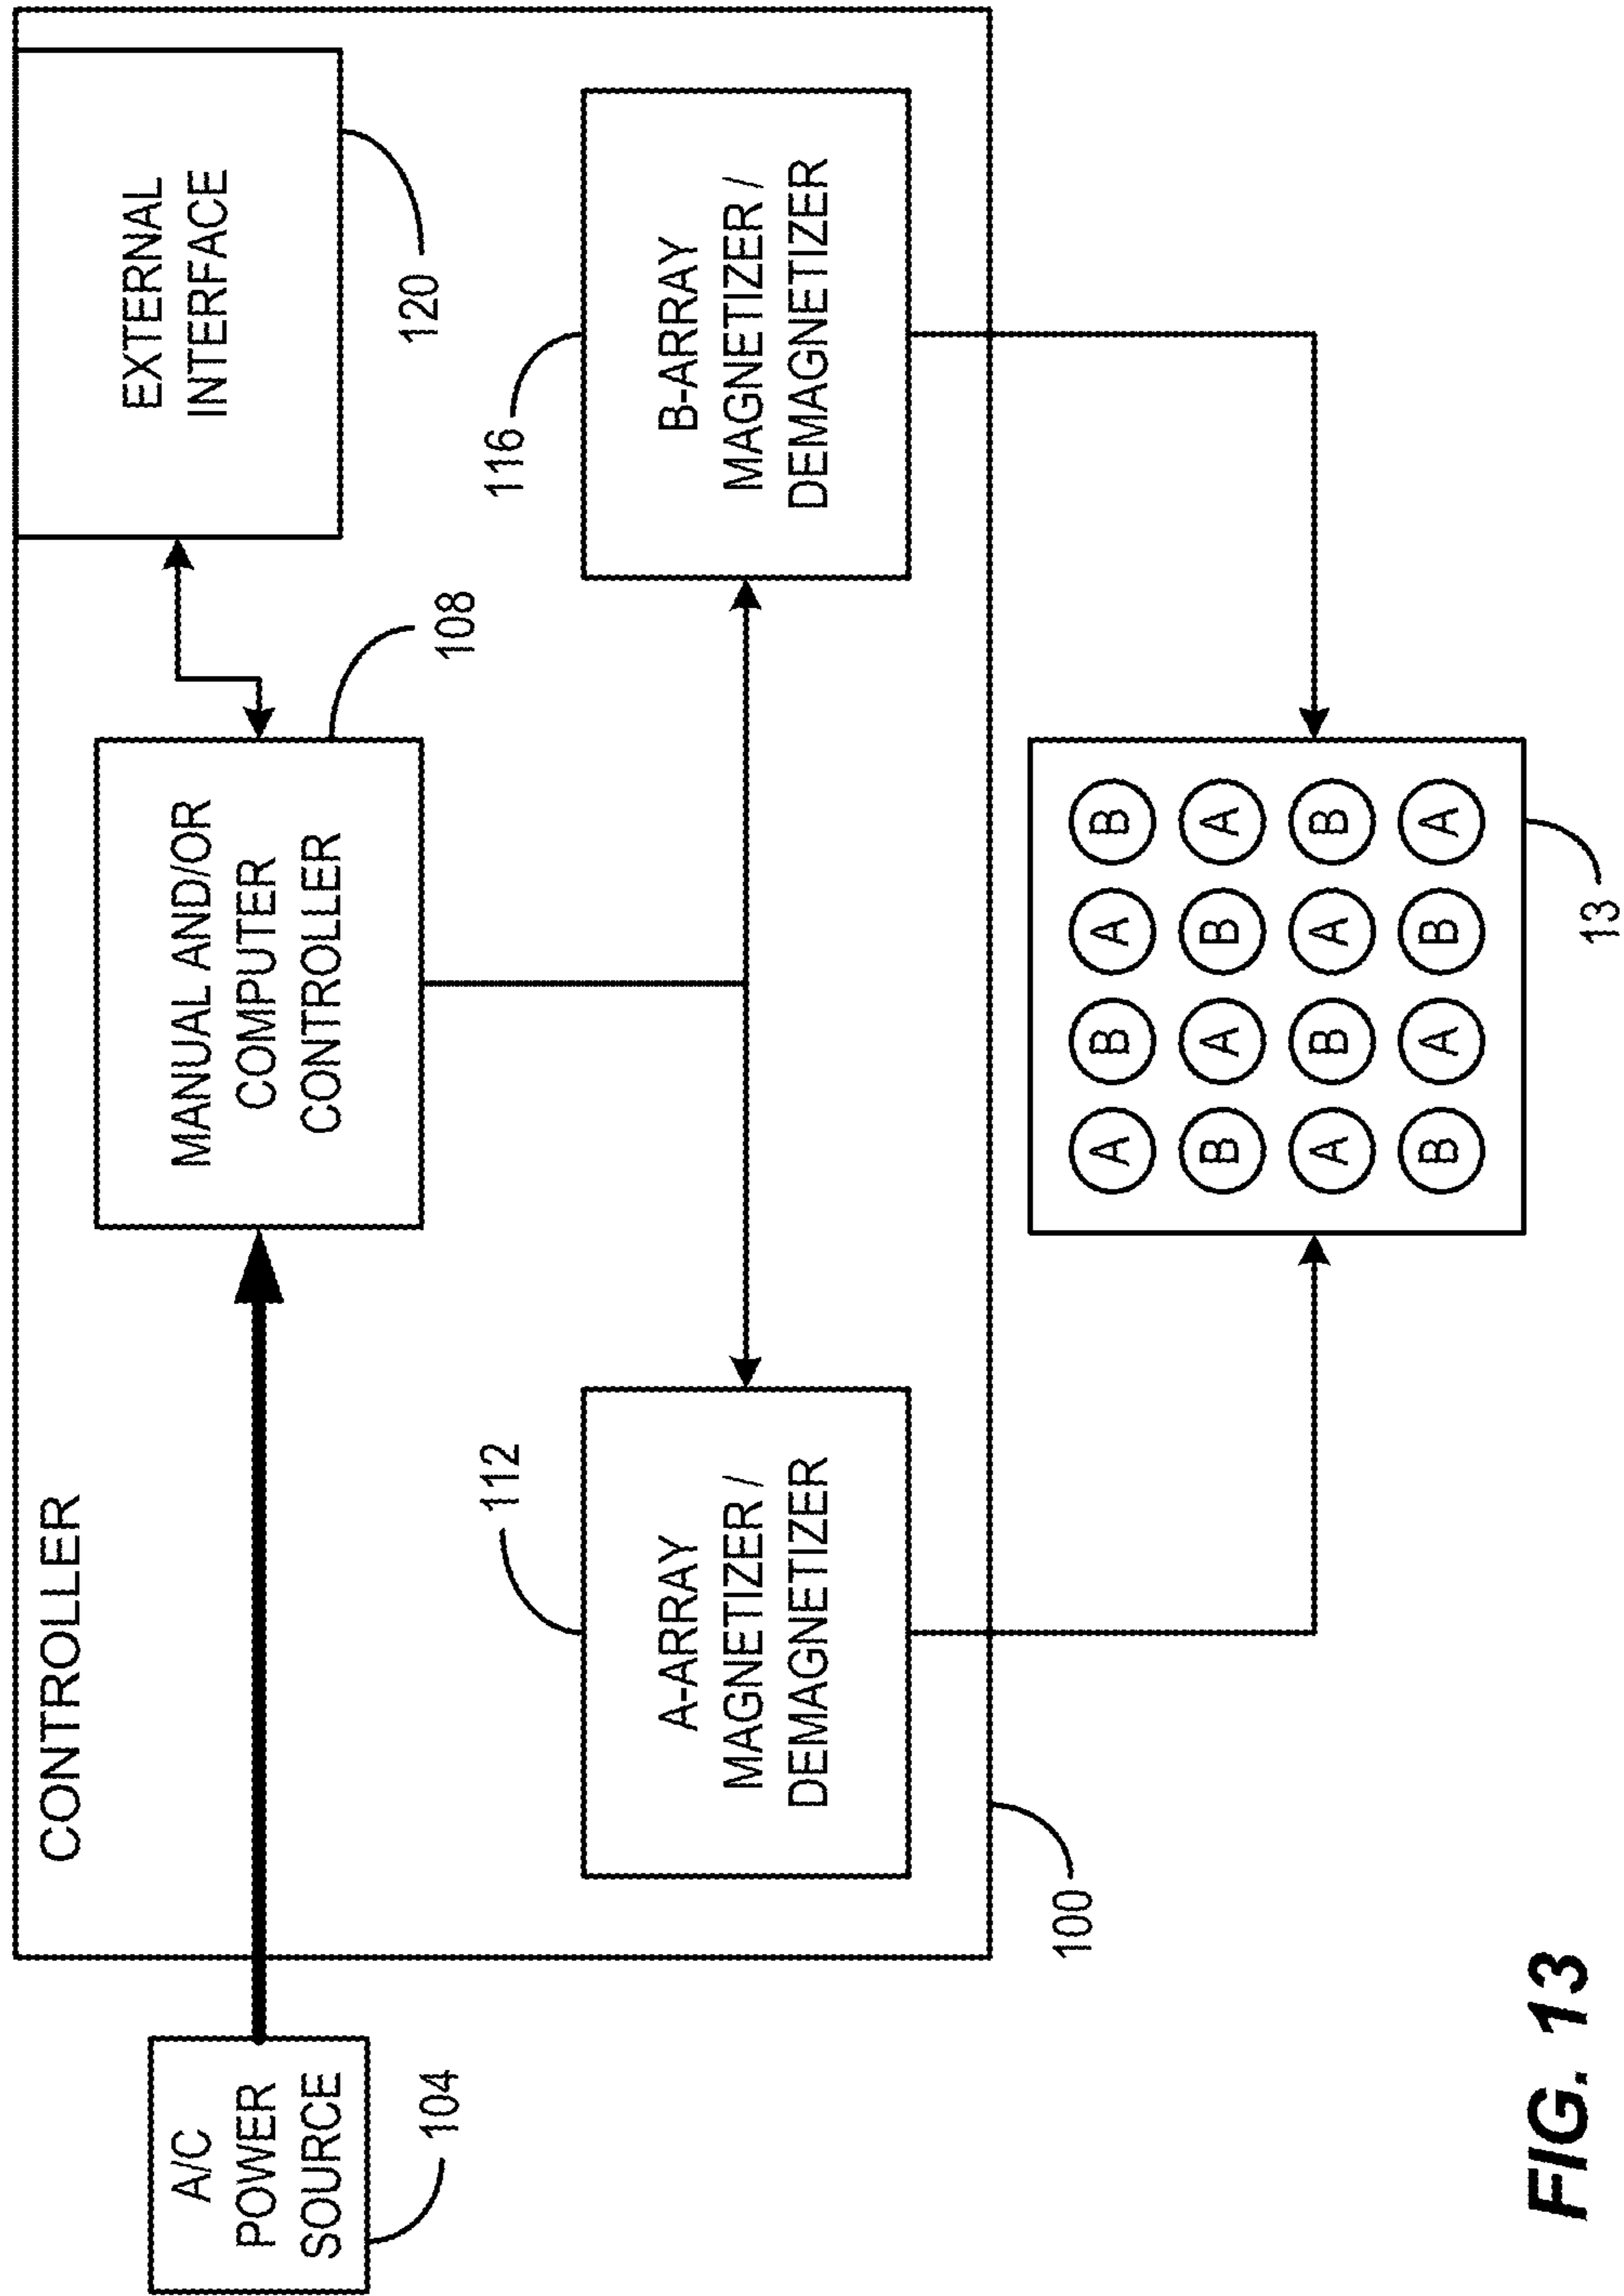 CONTROLLER
A/C
POWER
SOURCE
104
MANUAL AND/OR
COMPUTER
CONTROLLER
108
EXTERNAL
INTERFACE
120
112
A-ARRAY
MAGNETIZER /
DEMAGNETIZER
116
B-ARRAY
MAGNETIZER /
DEMAGNETIZER
100
A B A B
B A B A
A B A B
B A B A
13
FIG. 13